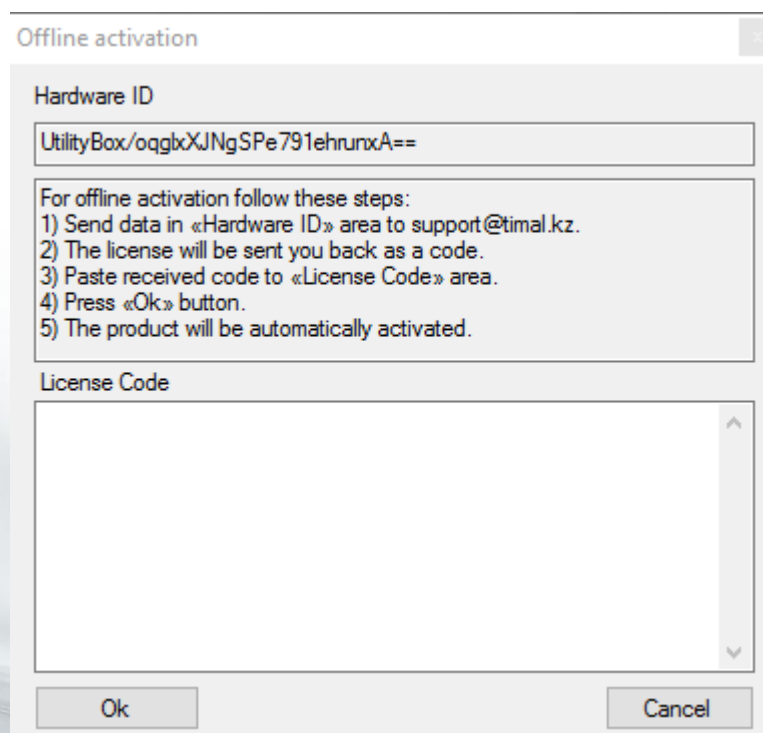 Offline activation
Hardware ID
UtilityBox/oqglxXJNgSPe791ehrunxA==
For offline activation follow these steps:
1) Send data in «Hardware ID» area to support@timal.kz.
2) The license will be sent you back as a code.
3) Paste received code to «License Code» area.
4) Press «Ok» button.
5) The product will be automatically activated.
License Code
Ok
Cancel